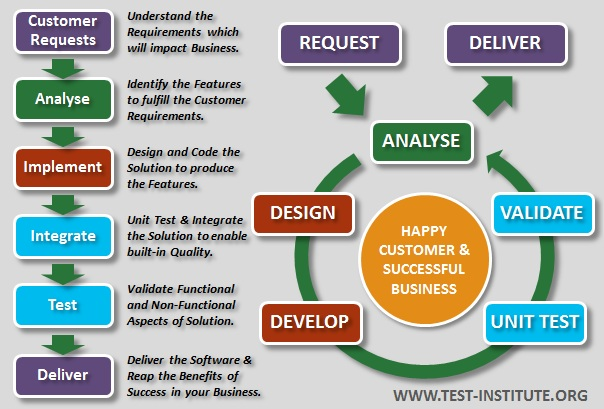 Customer
Requests
Understand the
Requirements which
will impact Business.
Analyse
Identify the Features
to fulfill the Customer
Requirements.
Implement
Design and Code the
Solution to produce
the Features.
Integrate
Unit Test & Integrate
the Solution to enable
built-in Quality.
Test
Validate Functional
and Non-Functional
Aspects of Solution.
Deliver
Deliver the Software &
Reap the Benefits of
Success in your Business.
REQUEST
DELIVER
ANALYSE
DESIGN
VALIDATE
HAPPY
CUSTOMER &
SUCCESSFUL
BUSINESS
DEVELOP
UNIT TEST
WWW.TEST-INSTITUTE.ORG